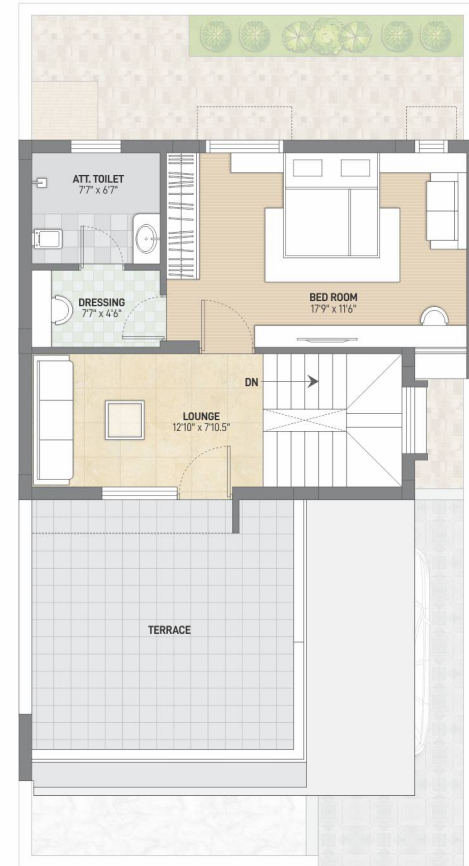 ATT. TOILET
7'7" x 6'7"
DRESSING
7'7" x 4'6"
BED ROOM
17'9" x 11'6"
DN
LOUNGE
12'10" x 7'10.5"
TERRACE